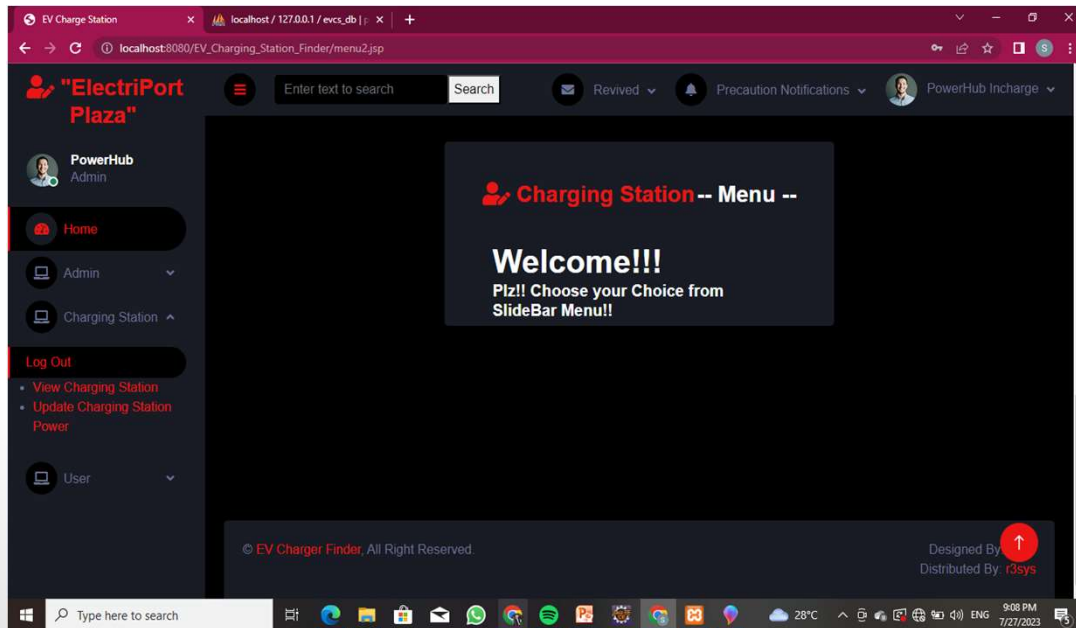 EV Charge Station
localhost / 127.0.0.1 / evcs_db | p
localhost:8080/EV_Charging_Station_Finder/menu2.jsp
"ElectriPort
Plaza"
Enter text to search
Search
Revived
Precaution Notifications
PowerHub Incharge
PowerHub
Admin
Home
Admin
Charging Station
Log Out
View Charging Station
Update Charging Station
Power
User
Charging Station -- Menu --
Welcome!!!
Plz!! Choose your Choice from
SlideBar Menu!!
© EV Charger Finder, All Right Reserved.
Designed By
Distributed By: r3sys
Type here to search
28°C
ENG
9:08 PM
7/27/2023